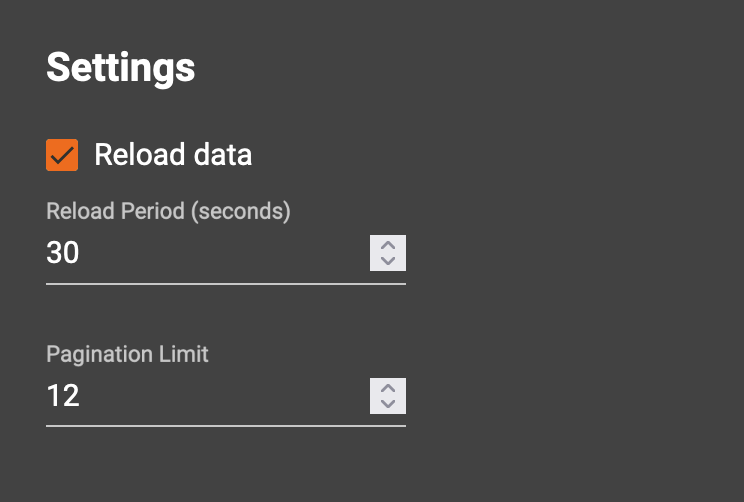 Settings
Reload data
Reload Period (seconds)
30
Pagination Limit
12